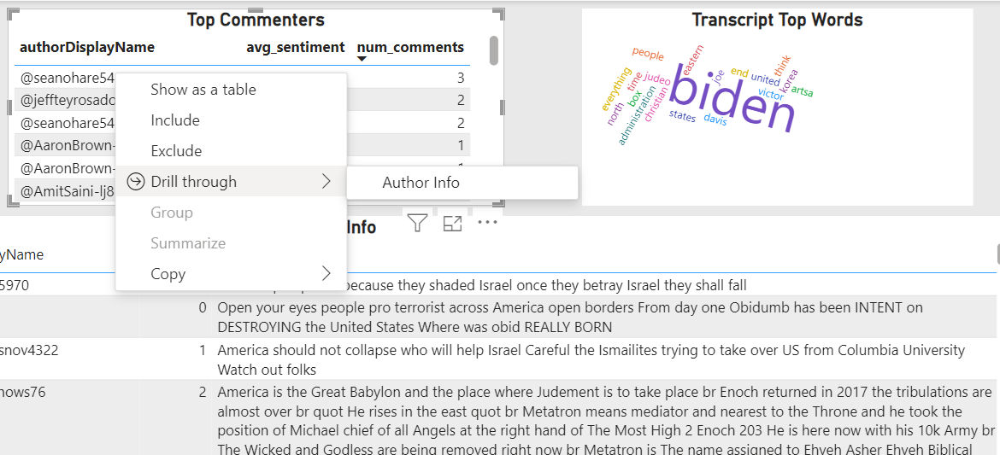 Top Commenters
authorDisplayName avg_sentiment num_comments
@seanohare54 3
@jeffteyrosado 2
@seanohare54 2
@AaronBrown- 1
@AaronBrown-
@AmitSaini-lj8
Show as a table
Include
Exclude
Drill through
Group
Summarize
Copy
Author Info
Transcript Top Words
people
eastern
think
everything
time
judeo
joe
end
united
korea
artsa
victor
box
christian
north
administration
biden
states
davis
Info
yName
5970 because they shaded Israel once they betray Israel they shall fall
0 Open your eyes people pro terrorist across America open borders From day one Obidumb has been INTENT on
DESTROYING the United States Where was obid REALLY BORN
snov4322 1 America should not collapse who will help Israel Careful the Ismailites trying to take over US from Columbia University
Watch out folks
nows76 2 America is the Great Babylon and the place where Judement is to take place br Enoch returned in 2017 the tribulations are
almost over br quot He rises in the east quot br Metatron means mediator and nearest to the Throne and he took the
position of Michael chief of all Angels at the right hand of The Most High 2 Enoch 203 He is here now with his 10k Army br
The Wicked and Godless are being removed right now br Metatron is The name assigned to Ehyeh Asher Ehyeh Biblical